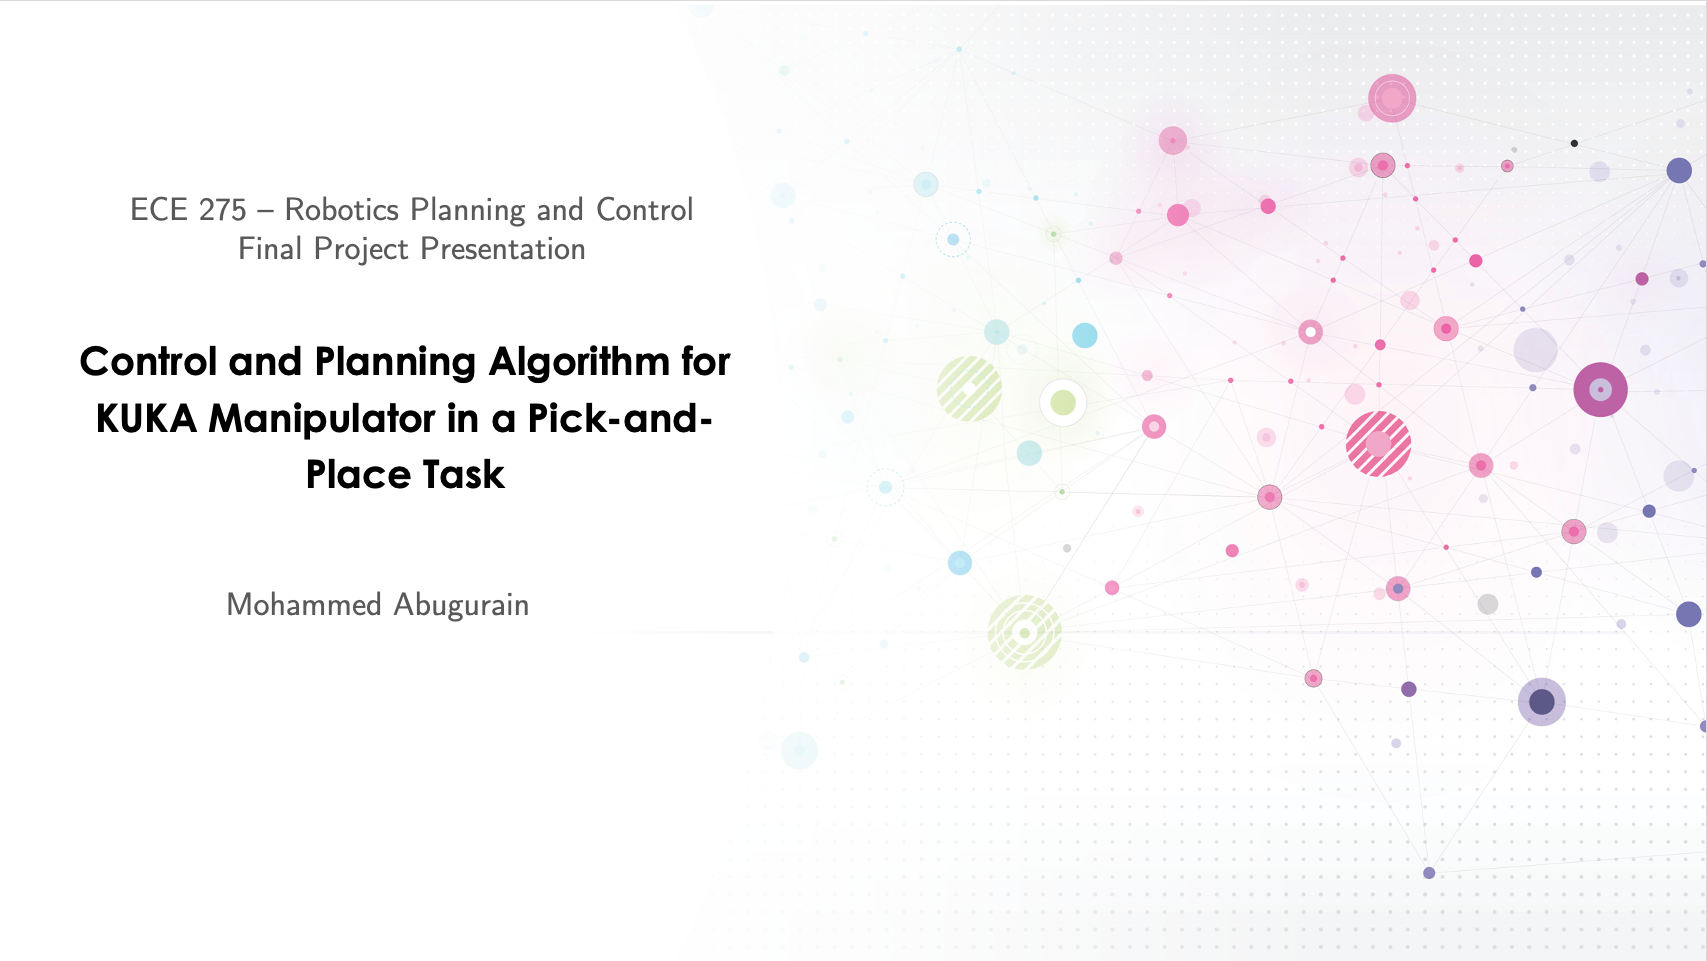 ECE 275 – Robotics Planning and Control
Final Project Presentation
Control and Planning Algorithm for
KUKA Manipulator in a Pick-and-
Place Task
Mohammed Abugurain